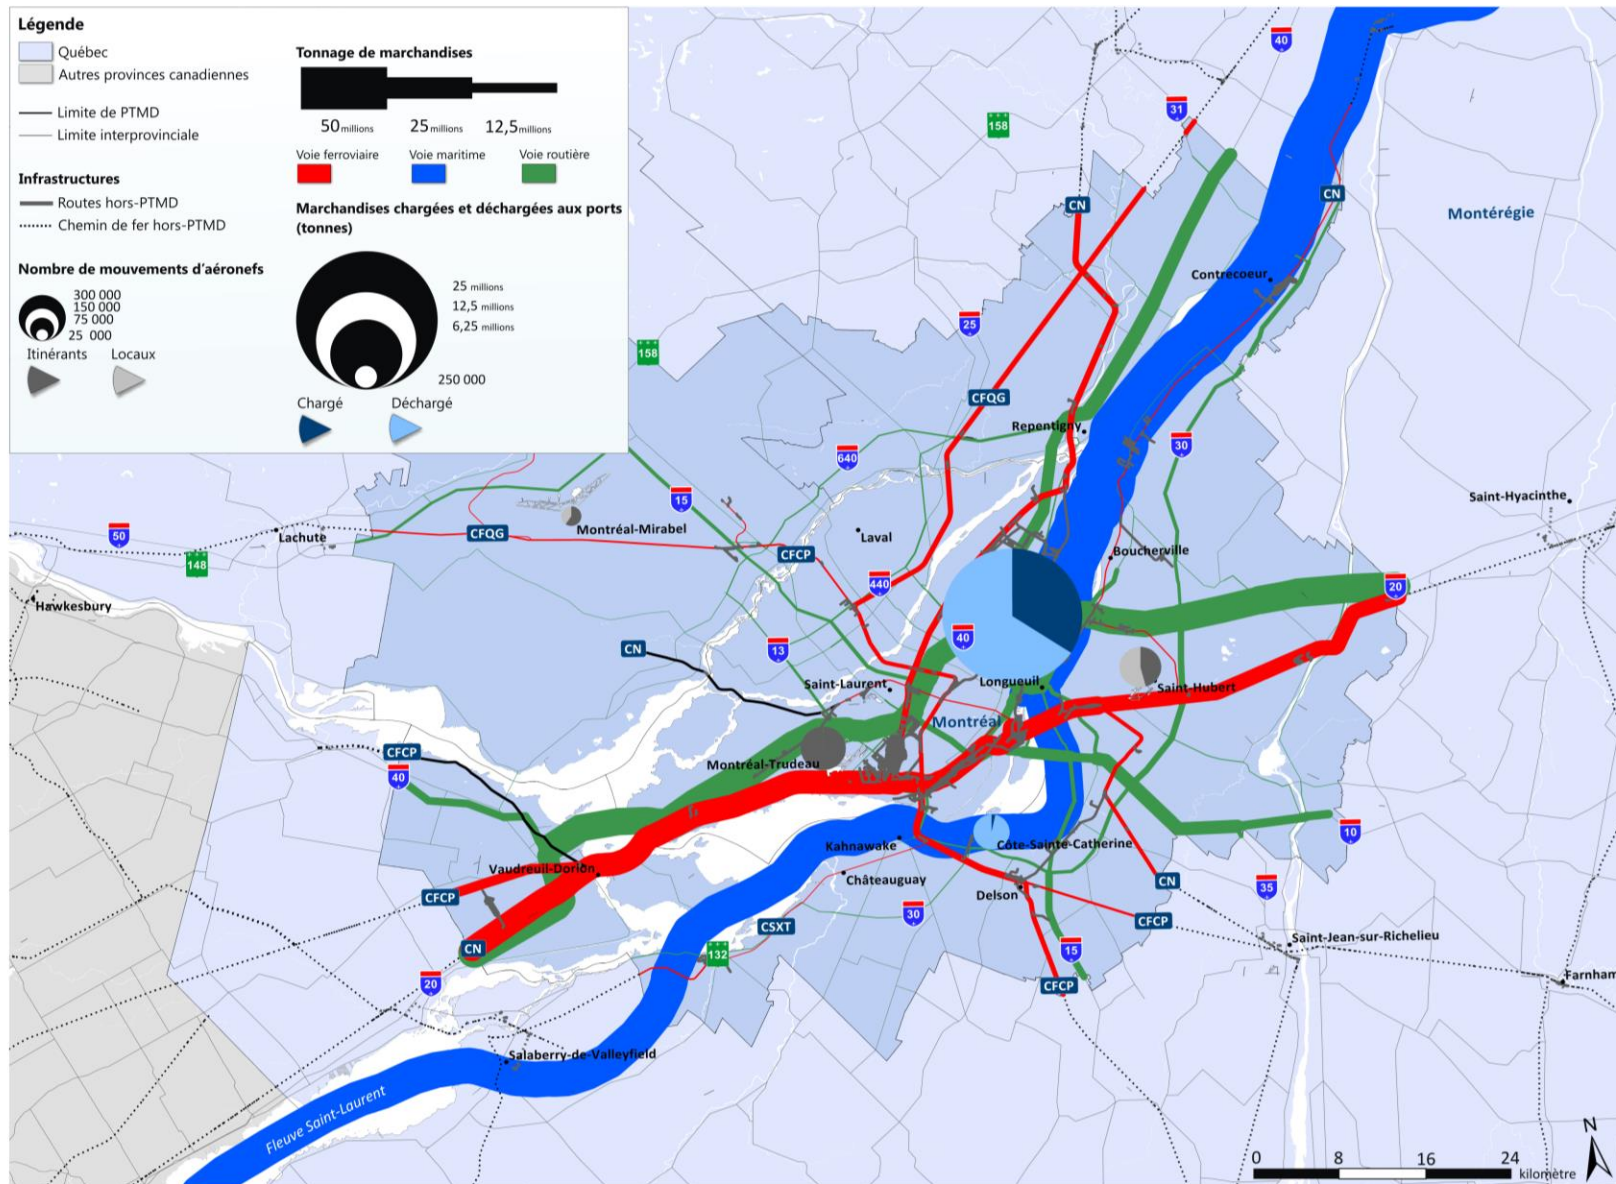 Légende
Québec
Autres provinces canadiennes
Limite de PTMD
Limite interprovinciale
Infrastructures
Routes hors-PTMD
Chemin de fer hors-PTMD
Nombre de mouvements d'aéronefs
300 000
150 000
75 000
25 000
Itinérants Locaux
Tonnage de marchandises
50 millions 25 millions 12,5 millions
Voie ferroviaire Voie maritime Voie routière
Marchandises chargées et déchargées aux ports
(tonnes)
25 millions
12,5 millions
6,25 millions
250 000
Chargé Déchargé
40
31
158
CN
CN
Montérégie
Contrecoeur
25
158
CFQG
Repentigny
30
640
15
Saint-Hyacinthe
Montréal-Mirabel
50
Lachute
CFQG
Laval
CFCP
Boucherville
148
440
20
Hawkesbury
40
CN
13
Saint-Laurent
Longueuil
Saint-Hubert
Montréal
CFCP
40
Montréal-Trudeau
10
Kahnawake
Côte-Sainte-Catherine
Vaudreuil-Dorion
Châteauguay
CN
CFCP
Delson
35
30
CFCP
CSXT
CN
132
15
Saint-Jean-sur-Richelieu
20
CFCP
Farnham
Salaberry-de-Valleyfield
Fleuve Saint-Laurent
N
0 8 16 24
kilomètre